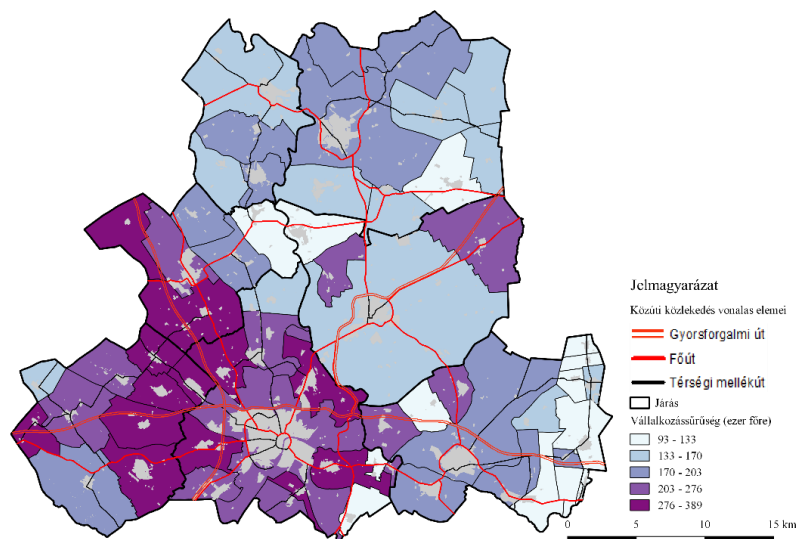 Jelmagyarázat
Közúti közlekedés vonalas elemei
Gyorsforgalmi út
Főút
Térségi mellékút
Járás
Vállalkozássűrűség (ezer főre)
93 - 133
133 - 170
170 - 203
203 - 276
276 - 389
0 5 10 15 km